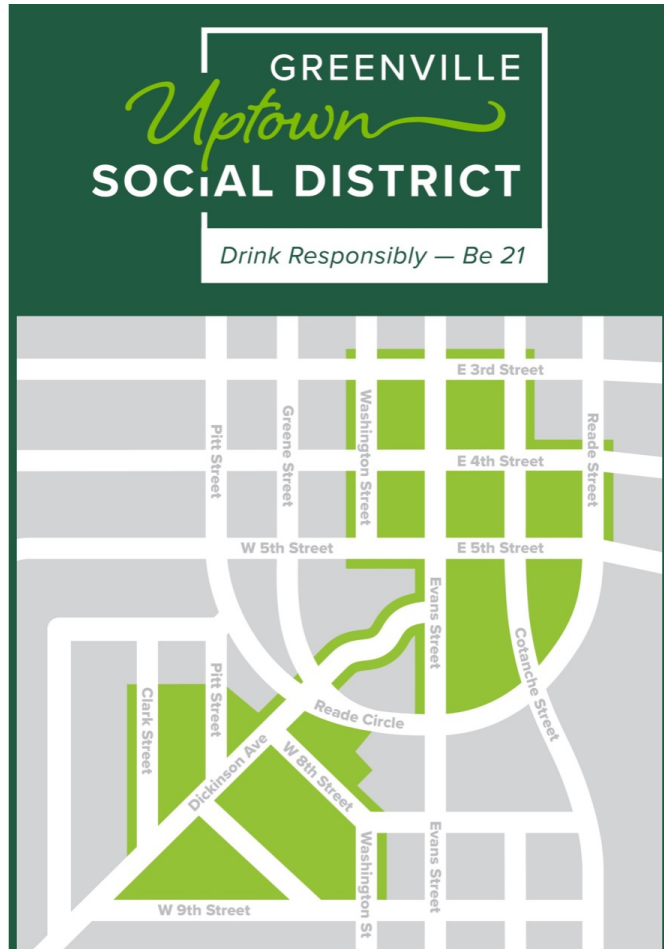 GREENVILLE
Uptown
SOCiAL DISTRICT
Drink Responsibly — Be 21
E 3rd Street
Pitt Street
Greene Street
Washington Street
Reade Street
E 4th Street
W 5th Street
E 5th Street
Evans Street
Cotanche Street
Clark Street
Pitt Street
Reade Circle
Dickinson Ave
W 8th Street
Washington St
Evans Street
W 9th Street